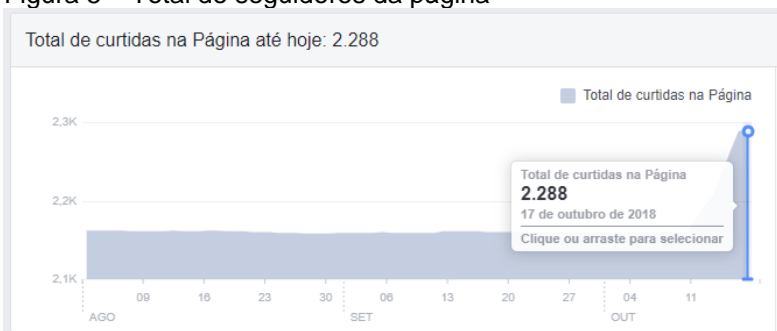 Total de curtidas na Página até hoje: 2.288
Total de curtidas na Página
2,3K
Total de curtidas na Página
2.288
2,2K
17 de outubro de 2018
Clique ou arraste para selecionar
2,1K
09 16 23 30 06 13 20 27 04 11
AGO SET OUT